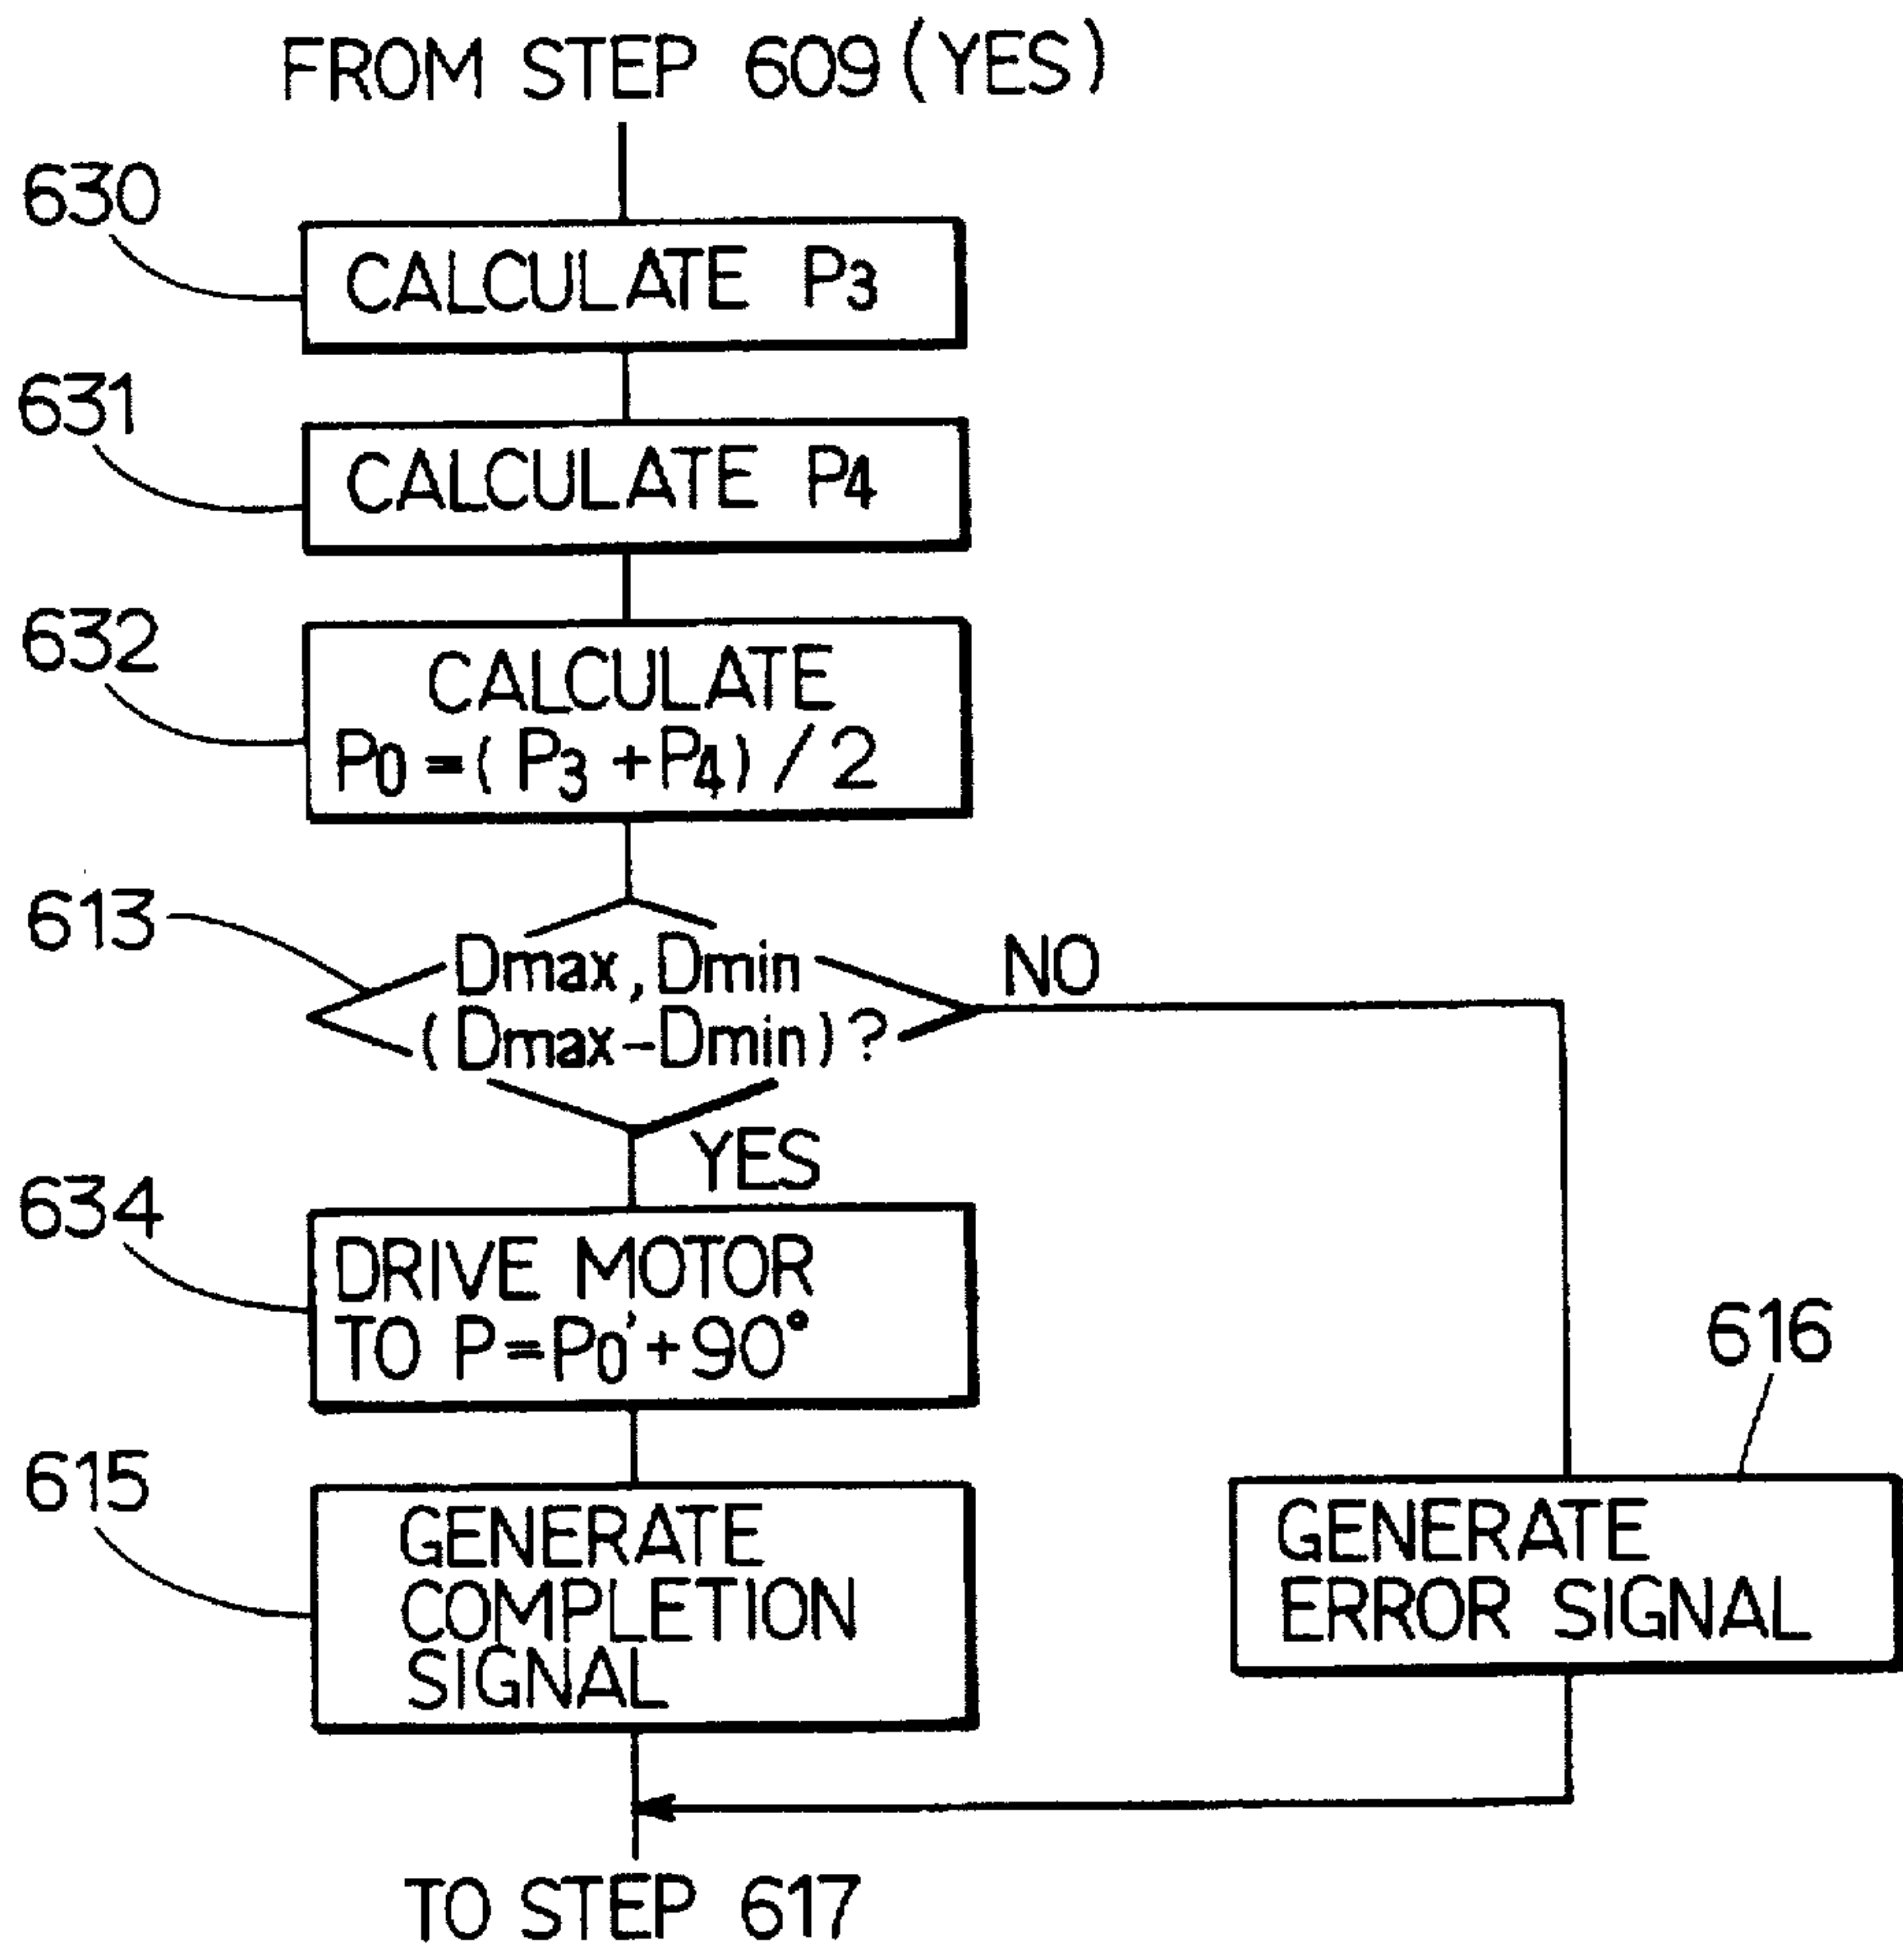 FROM STEP 609 (YES)
630
CALCULATE P3
631
CALCULATE P4
632
CALCULATE
P0 = ( P3 + P4 ) / 2
613
Dmax, Dmin
(Dmax-Dmin)?
NO
YES
634
DRIVE MOTOR
TO P=P0'+90°
615
GENERATE
COMPLETION
SIGNAL
616
GENERATE
ERROR SIGNAL
TO STEP 617